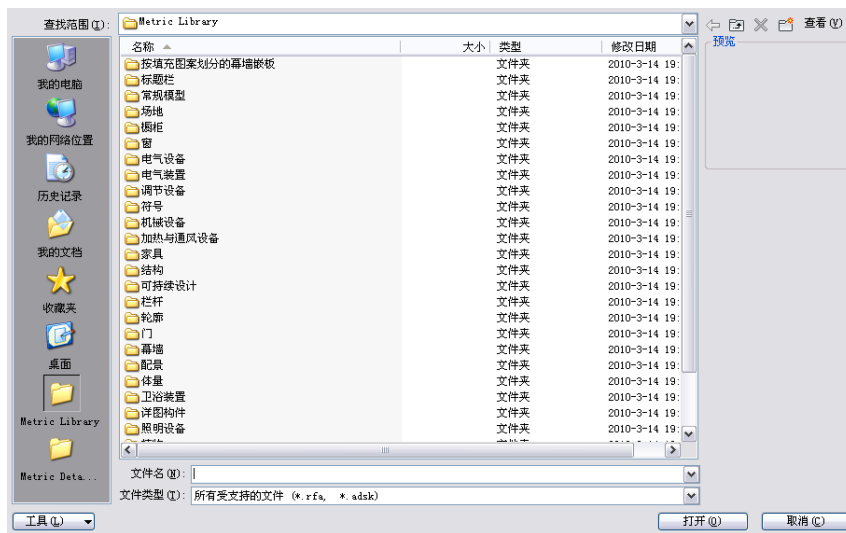 查找范围(I): Metric Library 查看(V)
预览
名称 大小 类型 修改日期
按填充图案划分的幕墙嵌板 文件夹 2010-3-14 19:
标题栏 文件夹 2010-3-14 19:
常规模型 文件夹 2010-3-14 19:
场地 文件夹 2010-3-14 19:
橱柜 文件夹 2010-3-14 19:
窗 文件夹 2010-3-14 19:
电气设备 文件夹 2010-3-14 19:
电气装置 文件夹 2010-3-14 19:
调节设备 文件夹 2010-3-14 19:
符号 文件夹 2010-3-14 19:
机械设备 文件夹 2010-3-14 19:
加热与通风设备 文件夹 2010-3-14 19:
家具 文件夹 2010-3-14 19:
结构 文件夹 2010-3-14 19:
可持续设计 文件夹 2010-3-14 19:
栏杆 文件夹 2010-3-14 19:
轮廓 文件夹 2010-3-14 19:
门 文件夹 2010-3-14 19:
幕墙 文件夹 2010-3-14 19:
配景 文件夹 2010-3-14 19:
体量 文件夹 2010-3-14 19:
卫浴装置 文件夹 2010-3-14 19:
详图构件 文件夹 2010-3-14 19:
照明设备 文件夹 2010-3-14 19:
我的电脑
我的网络位置
历史记录
我的文档
收藏夹
桌面
Metric Library
Metric Deta...
文件名(N):
文件类型(T): 所有受支持的文件 (*.rfa, *.adsk)
工具(L) 打开(O) 取消(C)